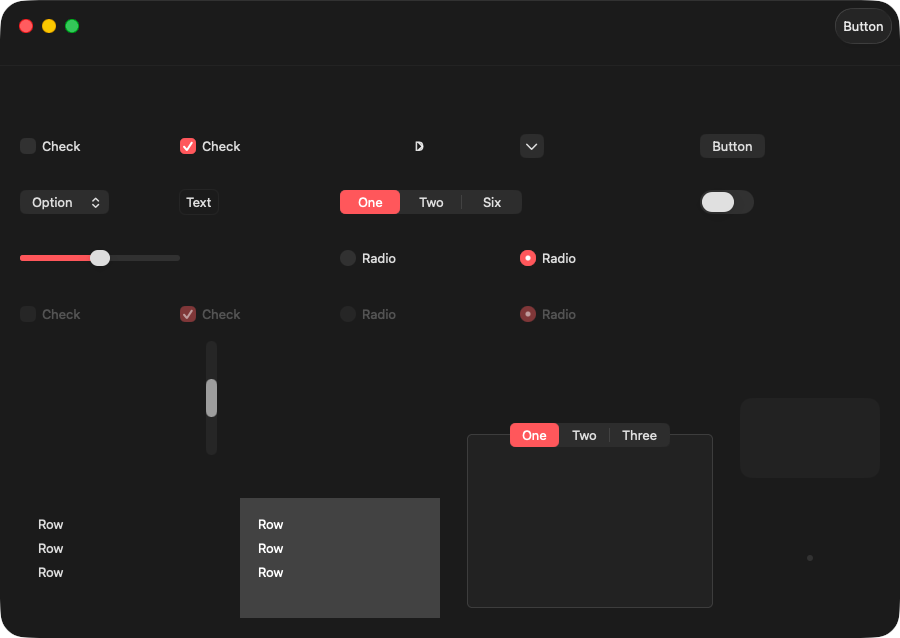 Button
Check
Check
Button
Option
Text
One
Two
Six
Radio
Radio
Check
Check
Radio
Radio
One
Two
Three
Row
Row
Row
Row
Row
Row